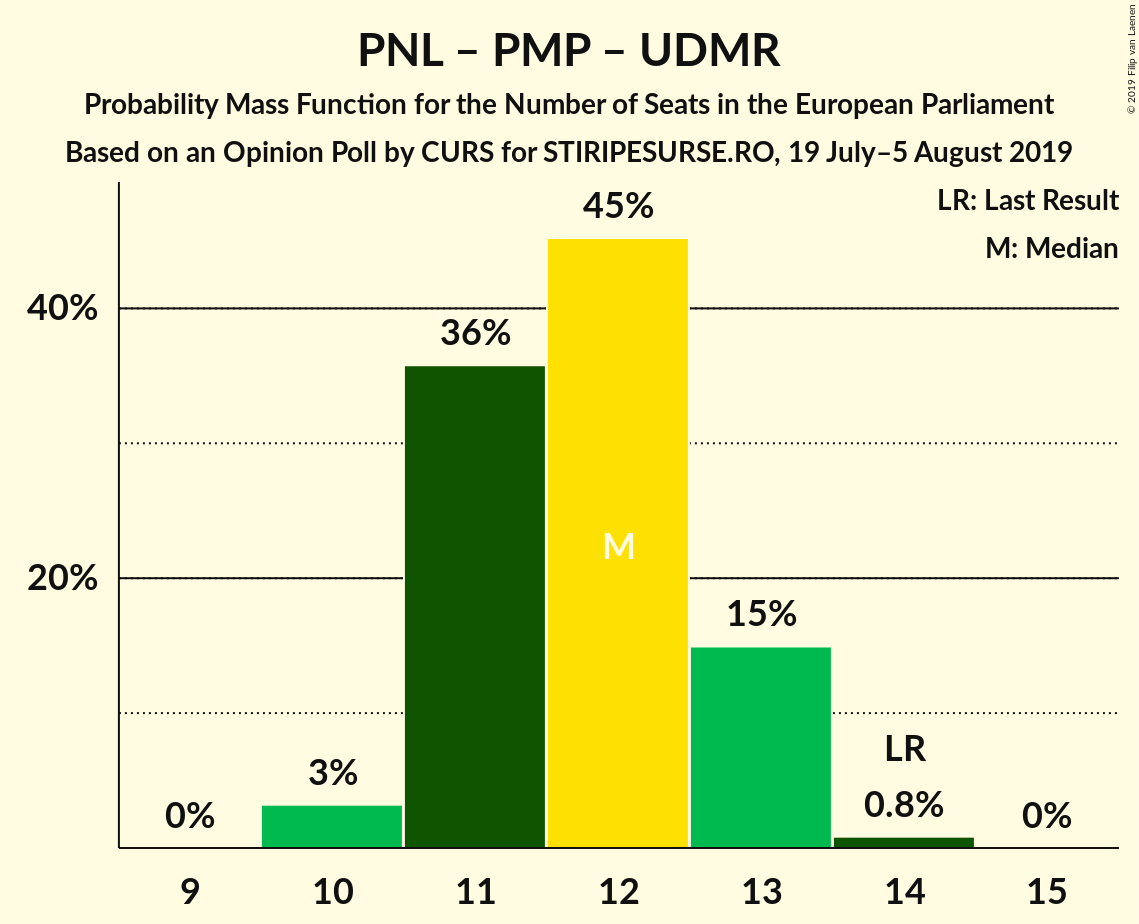 PNL – PMP – UDMR
Probability Mass Function for the Number of Seats in the European Parliament
Based on an Opinion Poll by CURS for STIRIPESURSE.RO, 19 July–5 August 2019
© 2019 Filip van Laenen
LR: Last Result
M: Median
40%
20%
0%
3%
36%
45%
M
15%
LR
0.8%
0%
9 10 11 12 13 14 15